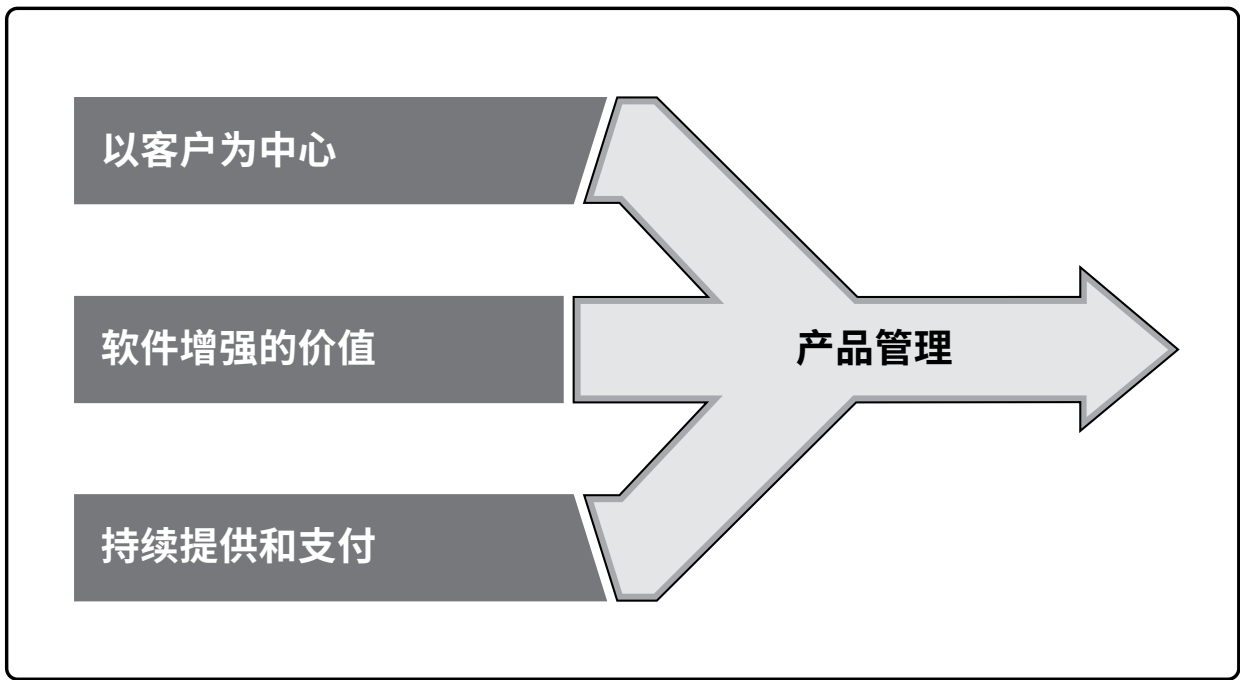 以客户为中心
软件增强的价值
产品管理
持续提供和支付